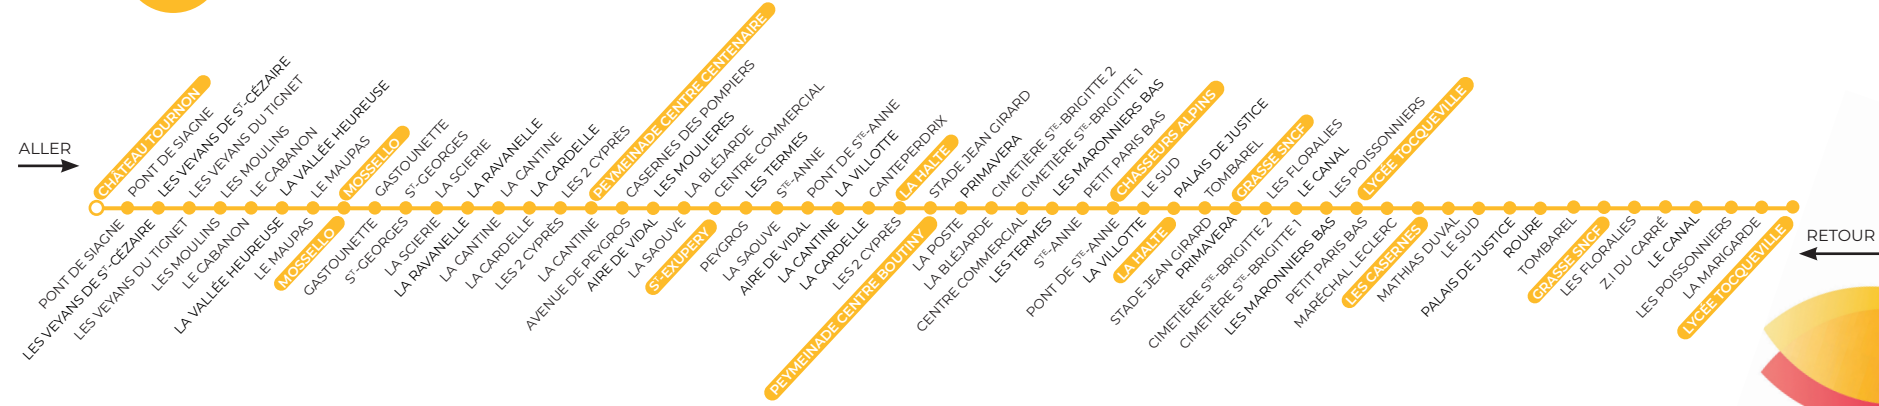 ALLER
CHÂTEAU TOURNON
PONT DE SIAGNE
LES VEYANS DE Sᵀ-CÉZAIRE
LES VEYANS DU TIGNET
LES MOULINS
LE CABANON
LA VALLÉE HEUREUSE
LE MAUPAS
MOSSELLO
GASTOUNETTE
Sᵀ-GEORGES
LA SCIERIE
LA RAVANELLE
LA CANTINE
LA CARDELLE
LES 2 CYPRÈS
PEYMEINADE CENTRE CENTENAIRE
CASERNES DES POMPIERS
LES MOULIERES
LA BLÉJARDE
CENTRE COMMERCIAL
LES TERMES
Sᵀᴱ-ANNE
PONT DE Sᵀᴱ-ANNE
LA VILLOTTE
CANTEPERDRIX
LA HALTE
STADE JEAN GIRARD
PRIMAVERA
CIMETIÈRE Sᵀᴱ-BRIGITTE 2
CIMETIÈRE Sᵀᴱ-BRIGITTE 1
LES MARONNIERS BAS
PETIT PARIS BAS
CHASSEURS ALPINS
LE SUD
PALAIS DE JUSTICE
TOMBAREL
GRASSE SNCF
LES FLORALIES
LE CANAL
LES POISSONNIERS
LYCÉE TOCQUEVILLE
PONT DE SIAGNE
LES VEYANS DE Sᵀ-CÉZAIRE
LES VEYANS DU TIGNET
LES MOULINS
LE CABANON
LA VALLÉE HEUREUSE
LE MAUPAS
MOSSELLO
GASTOUNETTE
Sᵀ-GEORGES
LA SCIERIE
LA RAVANELLE
LA CANTINE
LA CARDELLE
LES 2 CYPRÈS
LA CANTINE
AVENUE DE PEYGROS
AIRE DE VIDAL
LA SAOUVE
Sᵀ-EXUPERY
PEYGROS
LA SAOUVE
AIRE DE VIDAL
LA CANTINE
LA CARDELLE
LES 2 CYPRÈS
PEYMEINADE CENTRE BOUTINY
LA POSTE
LA BLÉJARDE
CENTRE COMMERCIAL
LES TERMES
Sᵀᴱ-ANNE
PONT DE Sᵀᴱ-ANNE
LA VILLOTTE
LA HALTE
STADE JEAN GIRARD
PRIMAVERA
CIMETIÈRE Sᵀᴱ-BRIGITTE 2
CIMETIÈRE Sᵀᴱ-BRIGITTE 1
LES MARONNIERS BAS
PETIT PARIS BAS
MARÉCHAL LECLERC
LES CASERNES
MATHIAS DUVAL
LE SUD
PALAIS DE JUSTICE
ROURE
TOMBAREL
GRASSE SNCF
LES FLORALIES
Z.I DU CARRÉ
LE CANAL
LES POISSONNIERS
LA MARIGARDE
LYCÉE TOCQUEVILLE
RETOUR